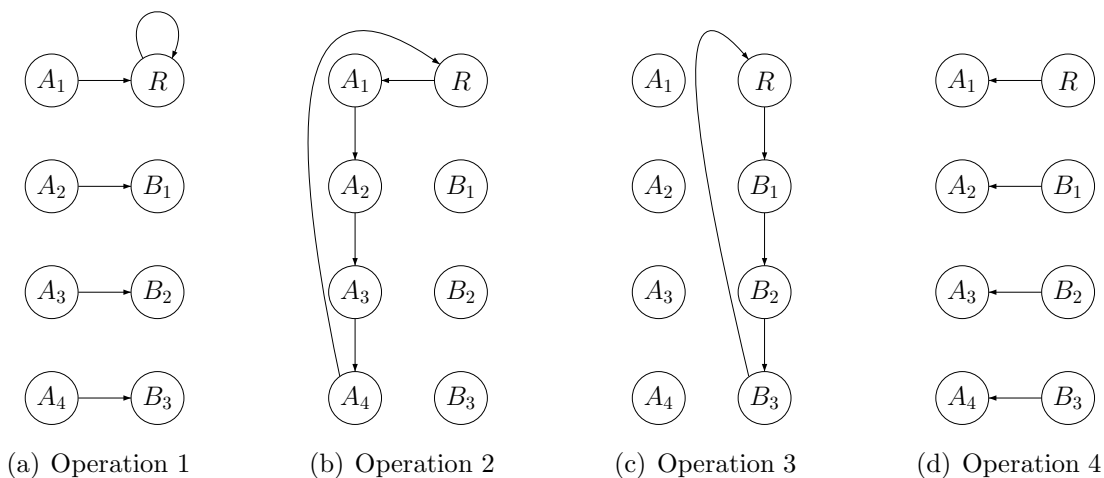 A₁ R A₁ R A₁ R A₁ R
A₂ B₁ A₂ B₁ A₂ B₁ A₂ B₁
A₃ B₂ A₃ B₂ A₃ B₂ A₃ B₂
A₄ B₃ A₄ B₃ A₄ B₃ A₄ B₃
(a) Operation 1 (b) Operation 2 (c) Operation 3 (d) Operation 4